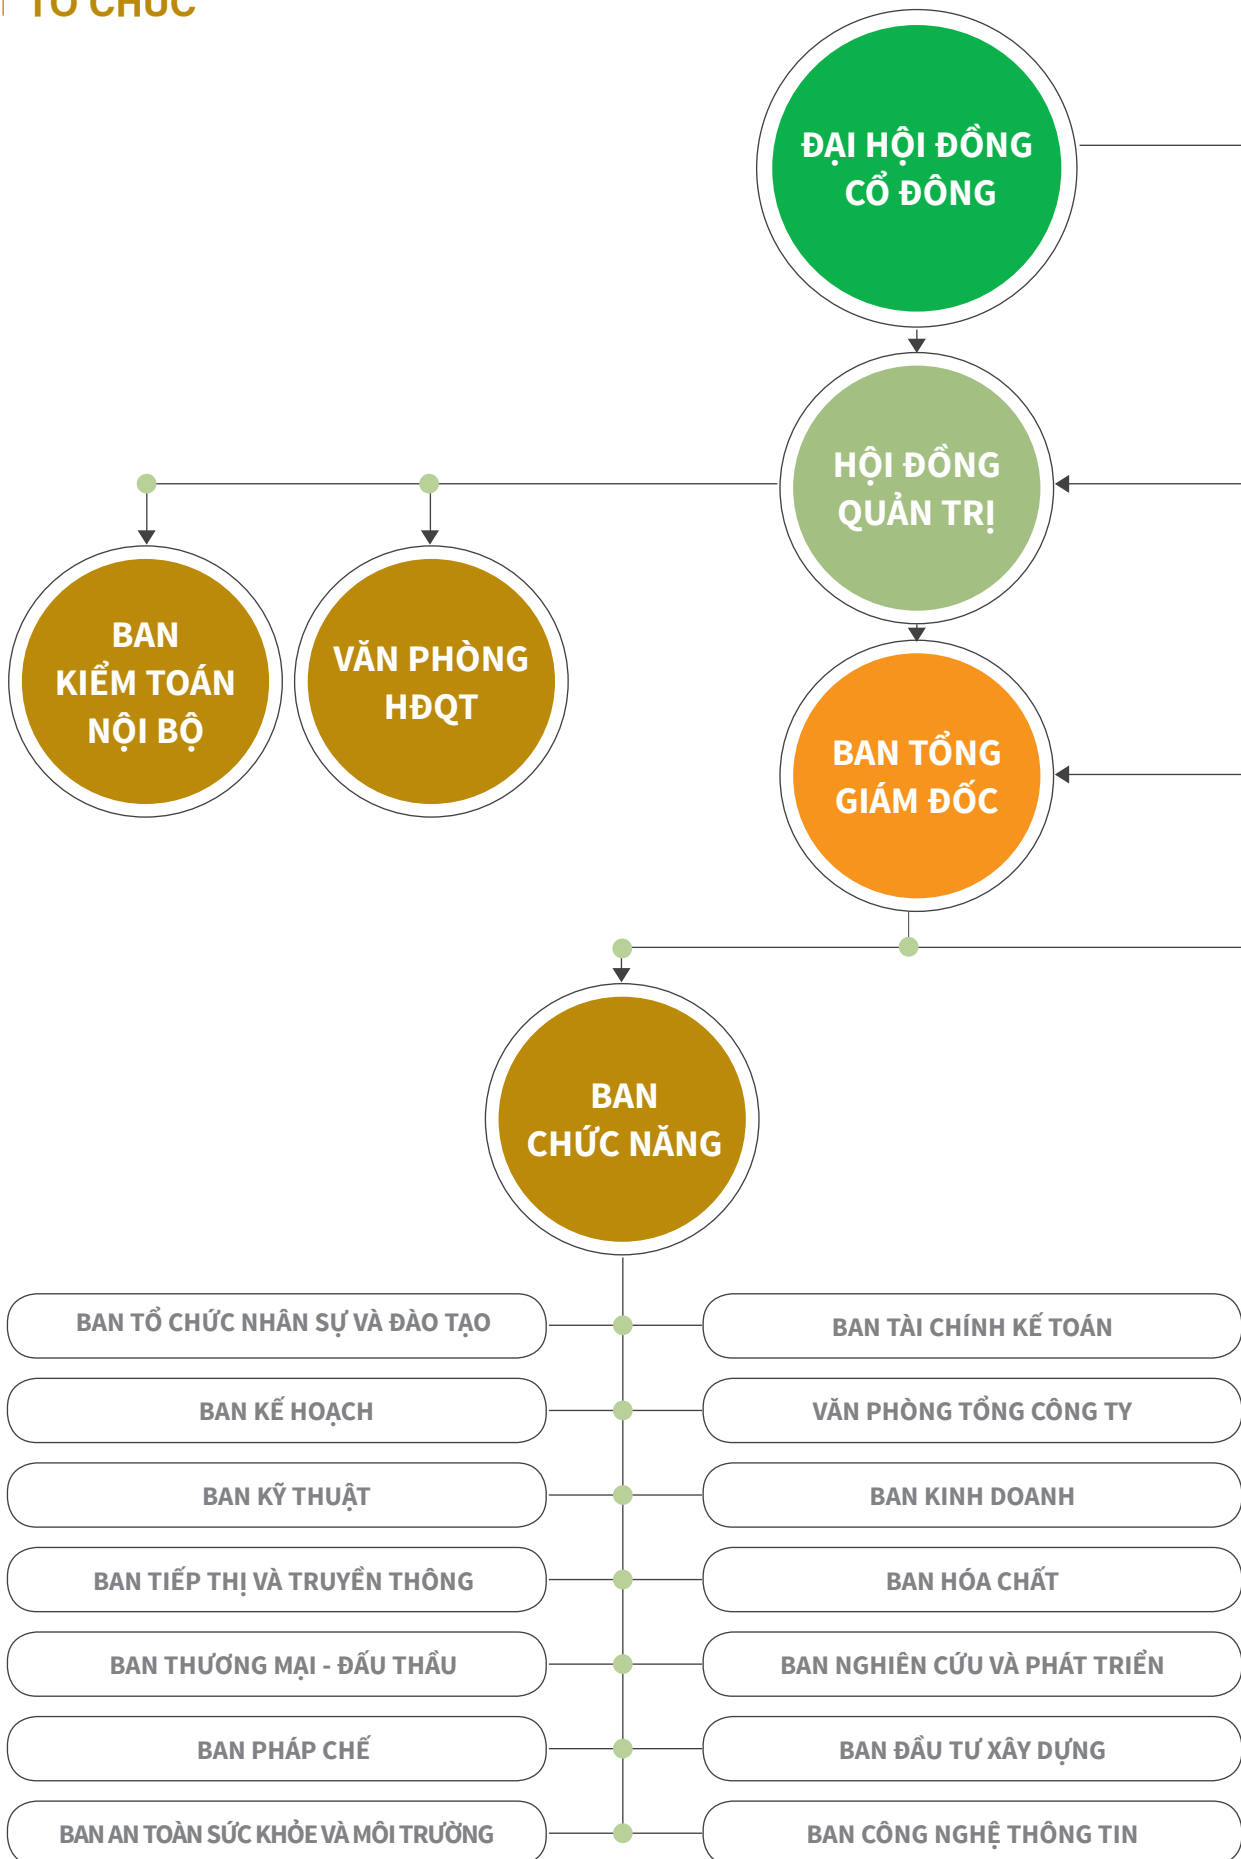 TỔ CHỨC
ĐẠI HỘI ĐỒNG
CỔ ĐÔNG
HỘI ĐỒNG
QUẢN TRỊ
BAN
KIỂM TOÁN
NỘI BỘ
VĂN PHÒNG
HĐQT
BAN TỔNG
GIÁM ĐỐC
BAN
CHỨC NĂNG
BAN TỔ CHỨC NHÂN SỰ VÀ ĐÀO TẠO
BAN TÀI CHÍNH KẾ TOÁN
BAN KẾ HOẠCH
VĂN PHÒNG TỔNG CÔNG TY
BAN KỸ THUẬT
BAN KINH DOANH
BAN TIẾP THỊ VÀ TRUYỀN THÔNG
BAN HÓA CHẤT
BAN THƯƠNG MẠI - ĐẤU THẦU
BAN NGHIÊN CỨU VÀ PHÁT TRIỂN
BAN PHÁP CHẾ
BAN ĐẦU TƯ XÂY DỰNG
BAN AN TOÀN SỨC KHỎE VÀ MÔI TRƯỜNG
BAN CÔNG NGHỆ THÔNG TIN